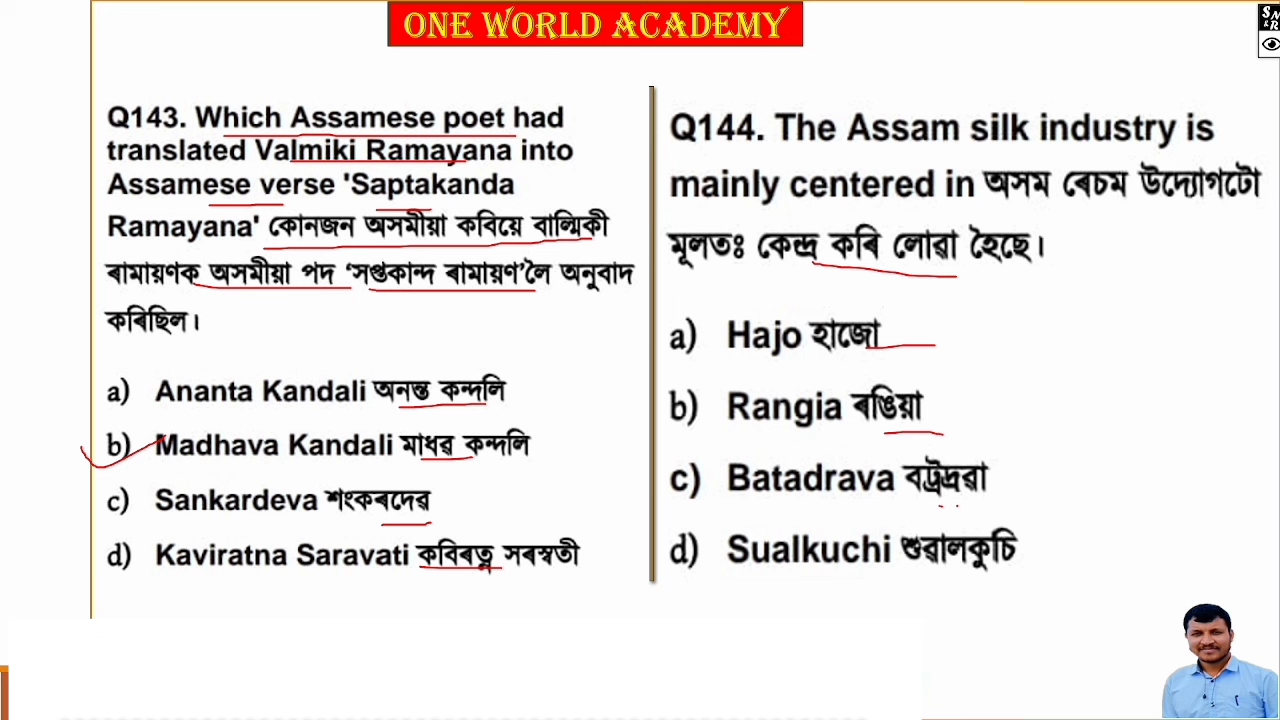 ONE WORLD ACADEMY
SM
&R
Q143. Which Assamese poet had
translated Valmiki Ramayana into
Assamese verse 'Saptakanda
Ramayana' কোনজন অসমীয়া কবিয়ে বাল্মিকী
ৰামায়ণক অসমীয়া পদ ‘সপ্তকান্দ ৰামায়ণ’লৈ অনুবাদ
কৰিছিল।
a) Ananta Kandali অনন্ত কন্দলি
b) Madhava Kandali মাধৱ কন্দলি
c) Sankardeva শংকৰদেৱ
d) Kaviratna Saravati কবিৰত্ন সৰস্বতী
Q144. The Assam silk industry is
mainly centered in অসম ৰেচম উদ্যোগটো
মূলতঃ কেন্দ্ৰ কৰি লোৱা হৈছে।
a) Hajo হাজো
b) Rangia ৰঙিয়া
c) Batadrava বট্ৰদ্ৰৱা
d) Sualkuchi শুৱালকুচি